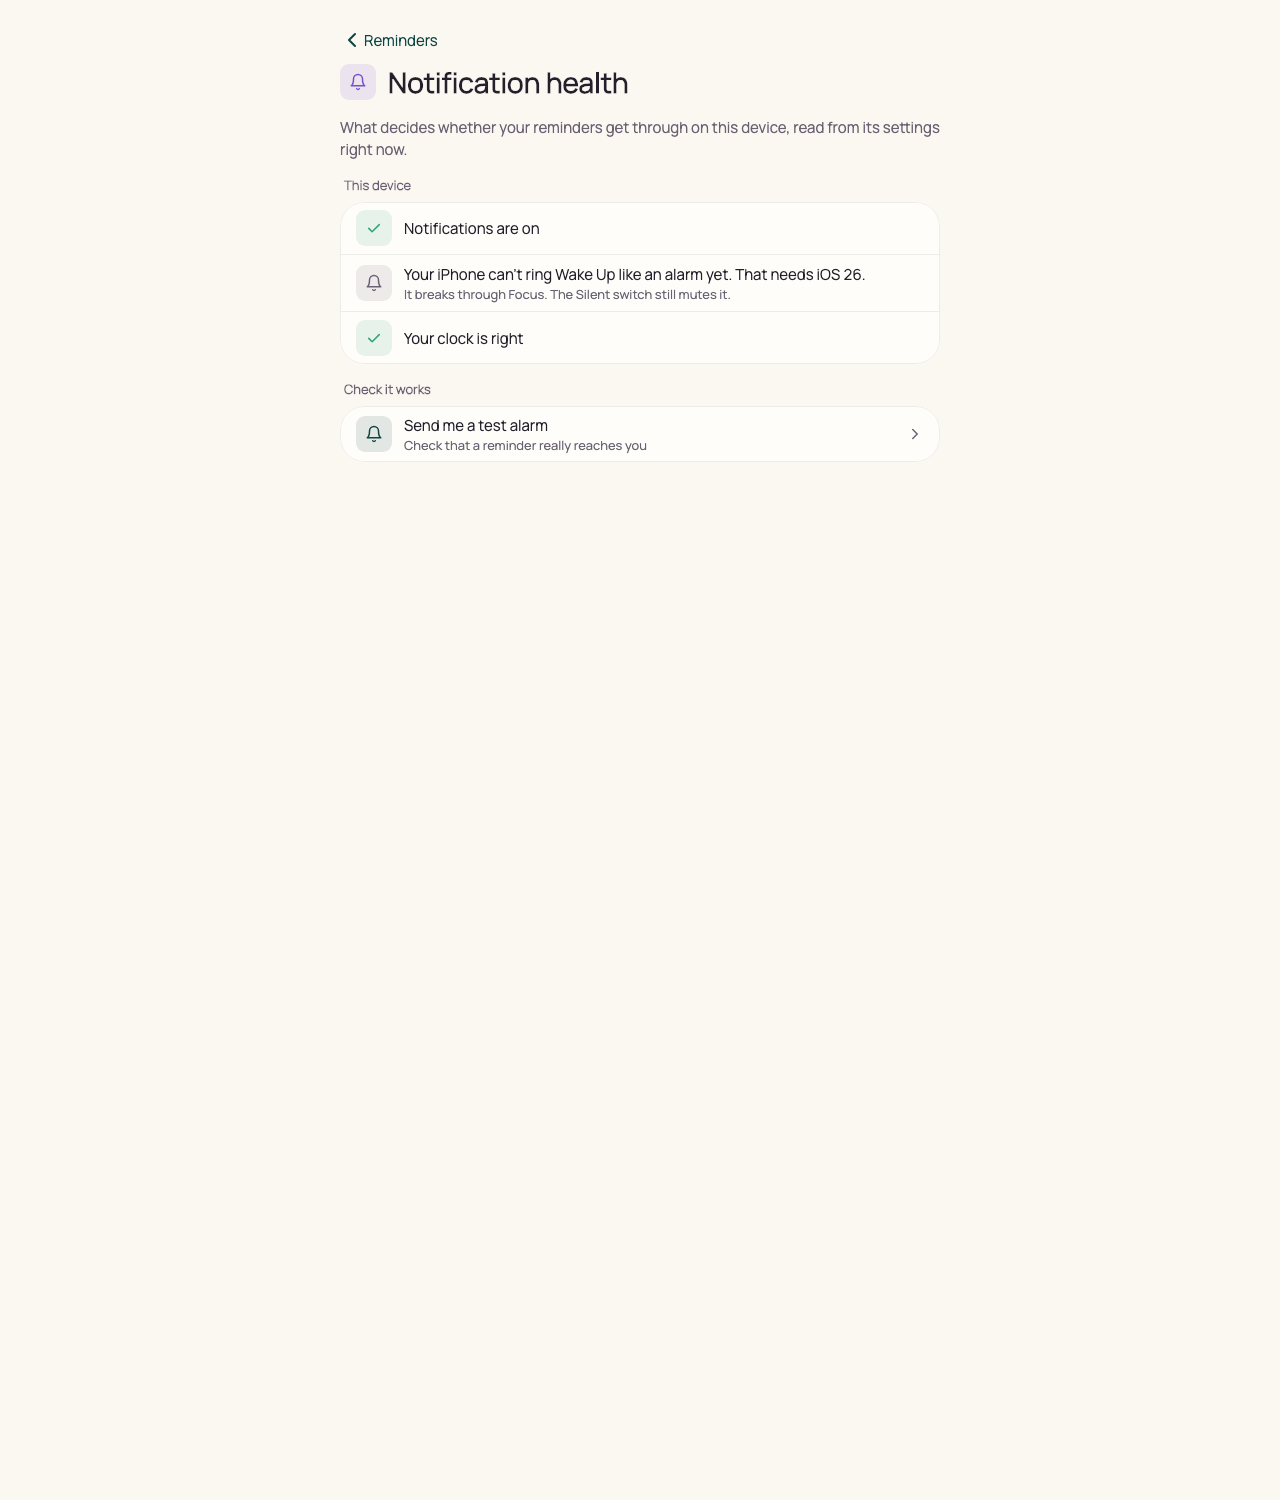 Reminders
Notification health
What decides whether your reminders get through on this device, read from its settings
right now.
This device
Notifications are on
Your iPhone can't ring Wake Up like an alarm yet. That needs iOS 26.
It breaks through Focus. The Silent switch still mutes it.
Your clock is right
Check it works
Send me a test alarm
Check that a reminder really reaches you